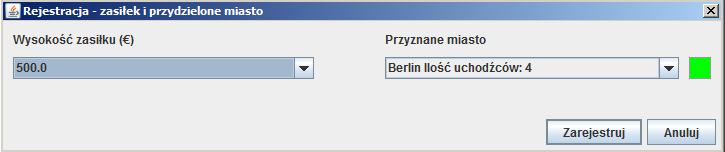 Rejestracja - zasiłek i przydzielone miasto
Wysokość zasiłku (€)
Przyznane miasto
500.0
Berlin Ilość uchodźców: 4
Zarejestruj
Anuluj